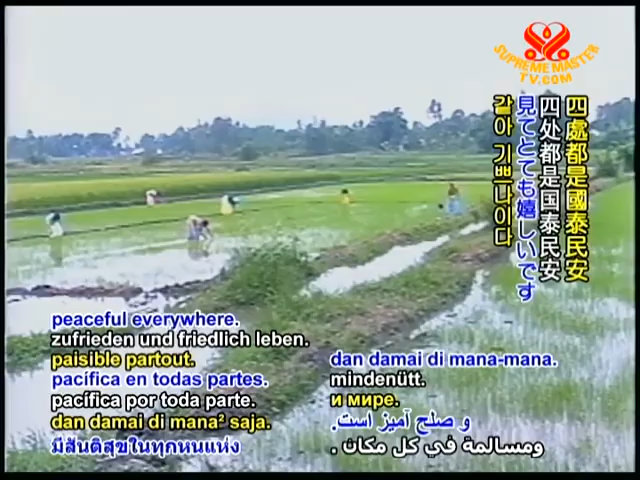 SUPREME MASTER
TV.COM
四處都是國泰民安
四处都是国泰民安
見てとても嬉しいです
같아 기쁘나이다
peaceful everywhere.
zufrieden und friedlich leben.
paisible partout.
pacífica en todas partes.
pacífica por toda parte.
dan damai di mana² saja.
มีสันติสุขในทุกหนแห่ง
dan damai di mana-mana.
mindenütt.
и мире.
و صلح آمیز است.
ومسالمة في كل مكان .